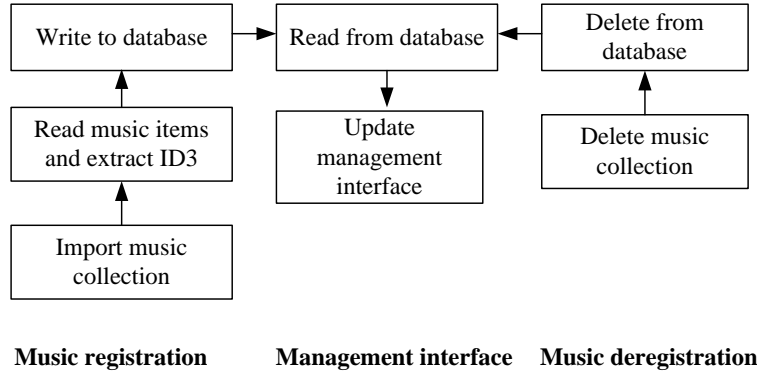 Write to database
Read from database
Delete from
database
Read music items
and extract ID3
Update
management
interface
Delete music
collection
Import music
collection
Music registration
Management interface
Music deregistration